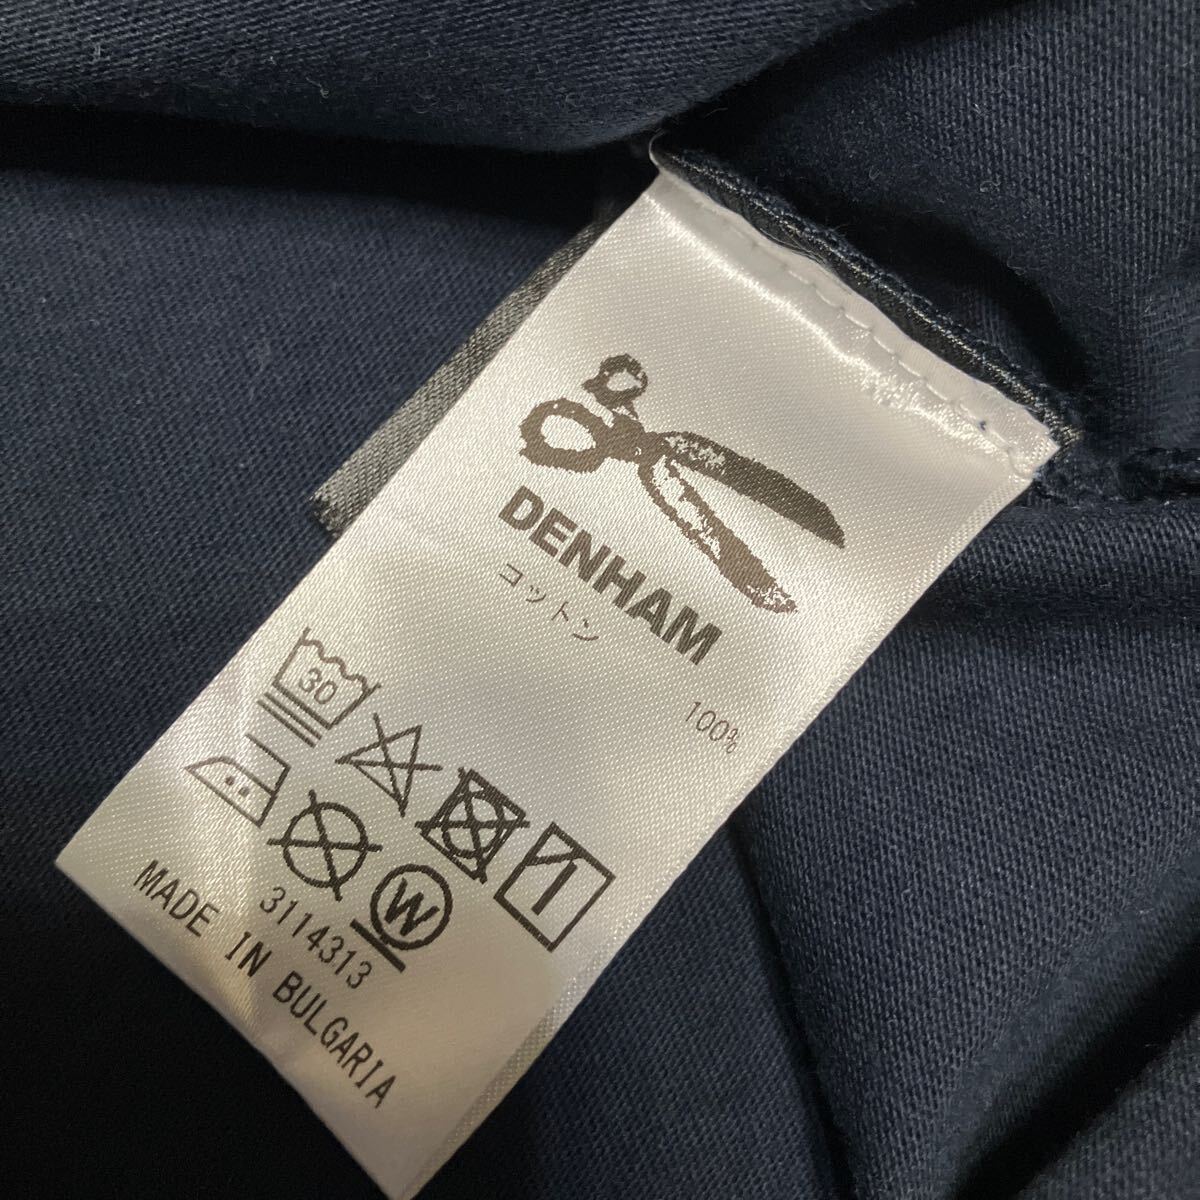 DENHAM
コットン 100%
30
W
3114313
MADE IN BULGARIA